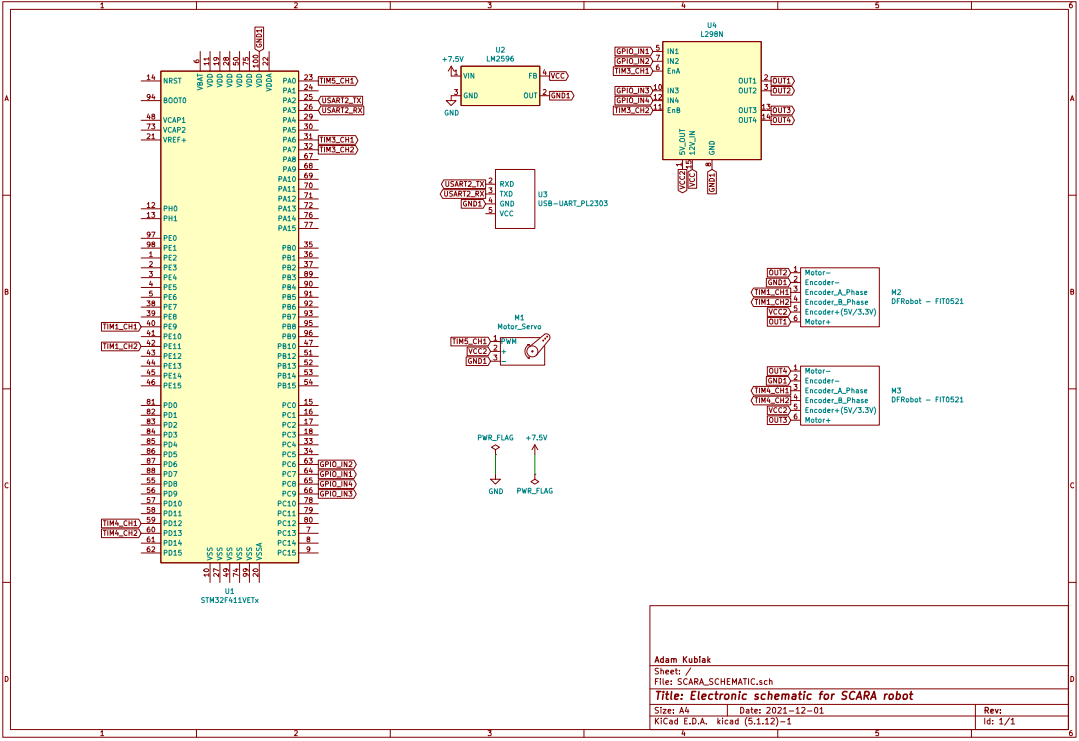 1 2 3 4 5 6
A
B
C
D
GND1
6 11 19 28 50 75 100 22
VBAT VDD VDD VDD VDD VDD VDD VDDA
14 NRST
94 BOOT0
48 VCAP1
73 VCAP2
21 VREF+
12 PH0
13 PH1
97 PE0
98 PE1
1 PE2
2 PE3
3 PE4
4 PE5
5 PE6
38 PE7
39 PE8
TIM1_CH1 40 PE9
41 PE10
TIM1_CH2 42 PE11
43 PE12
44 PE13
45 PE14
46 PE15
81 PD0
82 PD1
83 PD2
84 PD3
85 PD4
86 PD5
87 PD6
88 PD7
55 PD8
56 PD9
57 PD10
58 PD11
TIM4_CH1 59 PD12
TIM4_CH2 60 PD13
61 PD14
62 PD15
PA0 23 TIM5_CH1
PA1 24
PA2 25 USART2_TX
PA3 26 USART2_RX
PA4 29
PA5 30
PA6 31 TIM3_CH1
PA7 32 TIM3_CH2
PA8 67
PA9 68
PA10 69
PA11 70
PA12 71
PA13 72
PA14 76
PA15 77
PB0 35
PB1 36
PB2 37
PB3 89
PB4 90
PB5 91
PB6 92
PB7 93
PB8 95
PB9 96
PB10 47
PB12 51
PB13 52
PB14 53
PB15 54
PC0 15
PC1 16
PC2 17
PC3 18
PC4 33
PC5 34
PC6 63 GPIO_IN2
PC7 64 GPIO_IN1
PC8 65 GPIO_IN4
PC9 66 GPIO_IN3
PC10 78
PC11 79
PC12 80
PC13 7
PC14 8
PC15 9
VSS VSS VSS VSS VSS VSSA
10 27 49 74 99 20
U1
STM32F411VETx
U2
LM2596
+7.5V
1 VIN FB 4 VCC
3 GND OUT 2 GND1
GND
USART2_TX 2 RXD
USART2_RX 3 TXD
GND1 4 GND
5 VCC
U3
USB-UART_PL2303
M1
Motor_Servo
TIM5_CH1 1 PWM
VCC2 2 +
GND1 3 -
PWR_FLAG +7.5V
GND PWR_FLAG
U4
L298N
GPIO_IN1 5 IN1
GPIO_IN2 7 IN2
TIM3_CH1 6 EnA
GPIO_IN3 10 IN3
GPIO_IN4 12 IN4
TIM3_CH2 11 EnB
OUT1 2 OUT1
OUT2 3 OUT2
OUT3 13 OUT3
OUT4 14 OUT4
5V_OUT 12V_IN GND
1 15 8
VCC2 VCC GND1
OUT2 1 Motor-
GND1 2 Encoder-
TIM1_CH1 3 Encoder_A_Phase
TIM1_CH2 4 Encoder_B_Phase
VCC2 5 Encoder+(5V/3.3V)
OUT1 6 Motor+
M2
DFRobot - FIT0521
OUT4 1 Motor-
GND1 2 Encoder-
TIM4_CH1 3 Encoder_A_Phase
TIM4_CH2 4 Encoder_B_Phase
VCC2 5 Encoder+(5V/3.3V)
OUT3 6 Motor+
M3
DFRobot - FIT0521
Adam Kubiak
Sheet: /
File: SCARA_SCHEMATIC.sch
Title: Electronic schematic for SCARA robot
Size: A4 Date: 2021-12-01 Rev:
KiCad E.D.A. kicad (5.1.12)-1 Id: 1/1
A
B
C
D
1 2 3 4 5 6